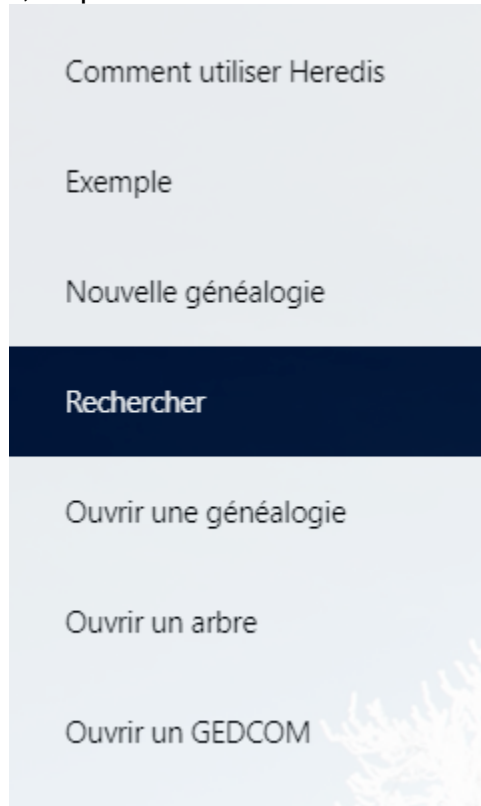 Comment utiliser Heredis
Exemple
Nouvelle généalogie
Rechercher
Ouvrir une généalogie
Ouvrir un arbre
Ouvrir un GEDCOM